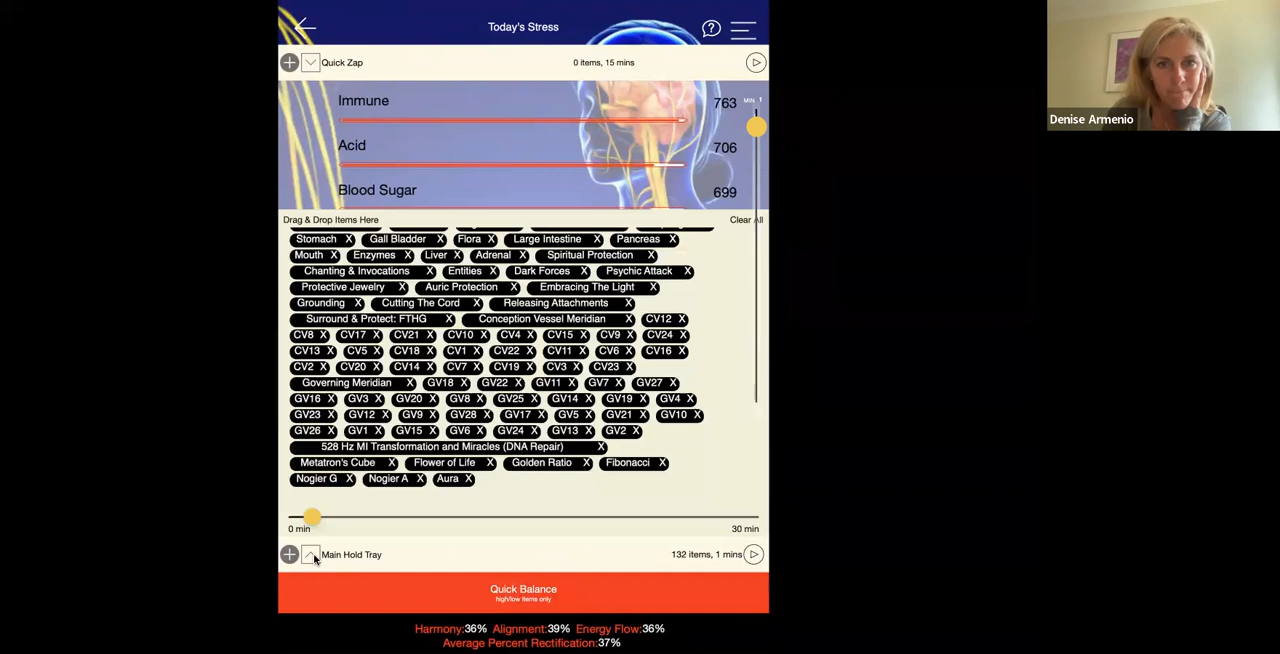 Today's Stress
Quick Zap 0 items, 15 mins
Denise Armenio
Immune 763 MIN 1
Acid 706
Blood Sugar 699
Drag & Drop Items Here Clear All
Stomach X Gall Bladder X Flora X Large Intestine X Pancreas X
Mouth X Enzymes X Liver X Adrenal X Spiritual Protection X
Chanting & Invocations X Entities X Dark Forces X Psychic Attack X
Protective Jewelry X Auric Protection X Embracing The Light X
Grounding X Cutting The Cord X Releasing Attachments X
Surround & Protect: FTHG X Conception Vessel Meridian X CV12 X
CV8 X CV17 X CV21 X CV10 X CV4 X CV15 X CV9 X CV24 X
CV13 X CV5 X CV18 X CV1 X CV22 X CV11 X CV6 X CV16 X
CV2 X CV20 X CV14 X CV7 X CV19 X CV3 X CV23 X
Governing Meridian X GV18 X GV22 X GV11 X GV7 X GV27 X
GV16 X GV3 X GV20 X GV8 X GV25 X GV14 X GV19 X GV4 X
GV23 X GV12 X GV9 X GV28 X GV17 X GV5 X GV21 X GV10 X
GV26 X GV1 X GV15 X GV6 X GV24 X GV13 X GV2 X
528 Hz MI Transformation and Miracles (DNA Repair) X
Metatron's Cube X Flower of Life X Golden Ratio X Fibonacci X
Nogier G X Nogier A X Aura X
0 min 30 min
Main Hold Tray 132 items, 1 mins
Quick Balance
high/low items only
Harmony:36% Alignment:39% Energy Flow:36%
Average Percent Rectification:37%